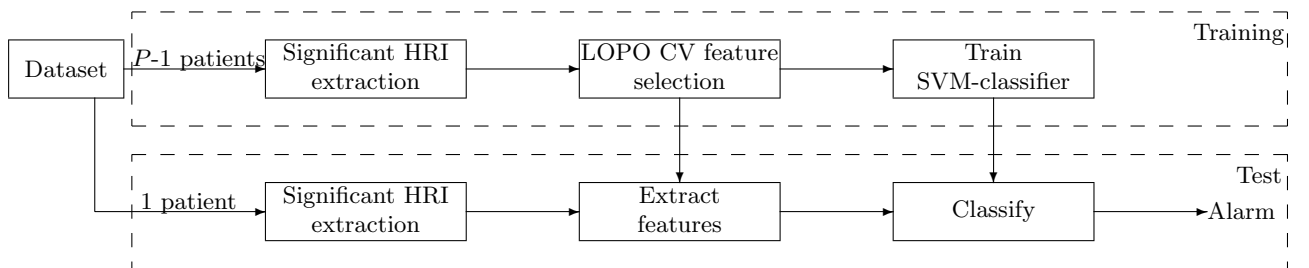 Training
Dataset
P-1 patients
Significant HRI
extraction
LOPO CV feature
selection
Train
SVM-classifier
Test
1 patient
Significant HRI
extraction
Extract
features
Classify
Alarm